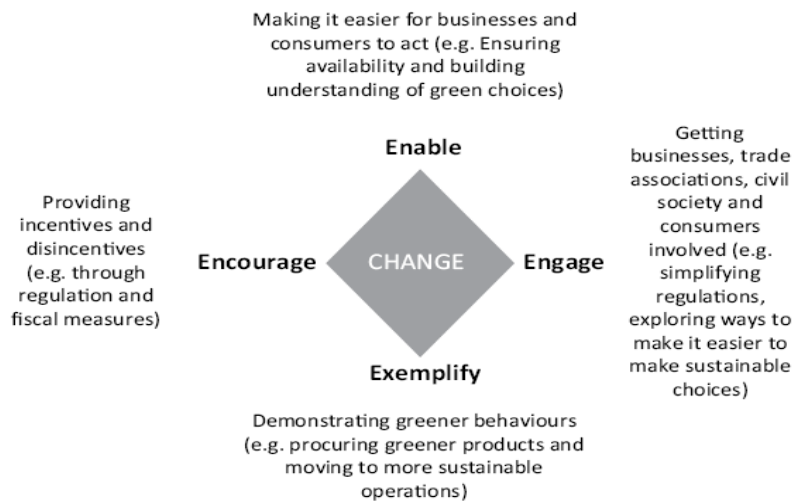 Making it easier for businesses and
consumers to act (e.g. Ensuring
availability and building
understanding of green choices)
Enable
Providing
incentives and
disincentives
(e.g. through
regulation and
fiscal measures)
Encourage
CHANGE
Engage
Getting
businesses, trade
associations, civil
society and
consumers
involved (e.g.
simplifying
regulations,
exploring ways to
make it easier to
make sustainable
choices)
Exemplify
Demonstrating greener behaviours
(e.g. procuring greener products and
moving to more sustainable
operations)